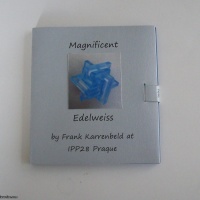 Magnificent
Edelweiss
by Frank Karrenbeld at
IPP28 Prague